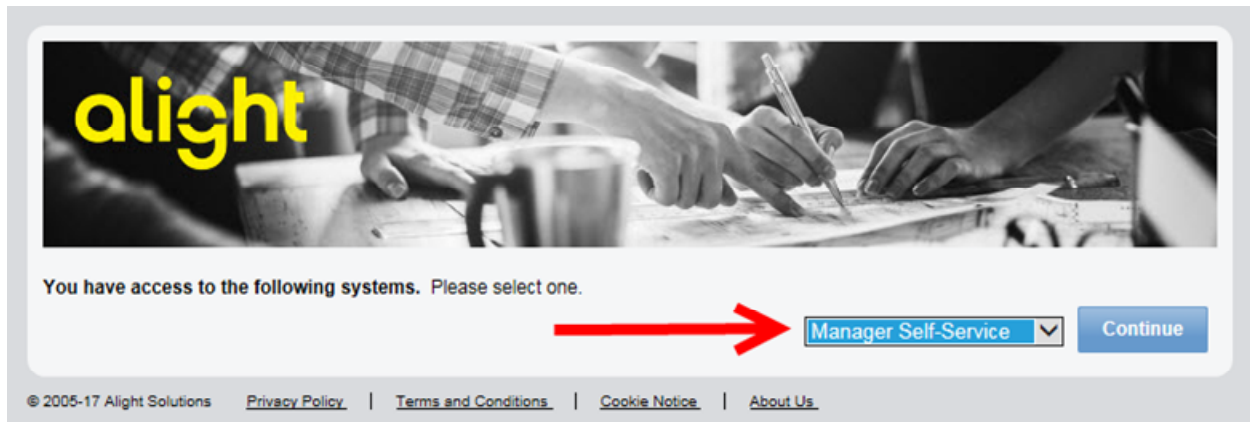 alight
You have access to the following systems. Please select one.
Manager Self-Service Continue
© 2005-17 Alight Solutions Privacy Policy | Terms and Conditions | Cookie Notice | About Us